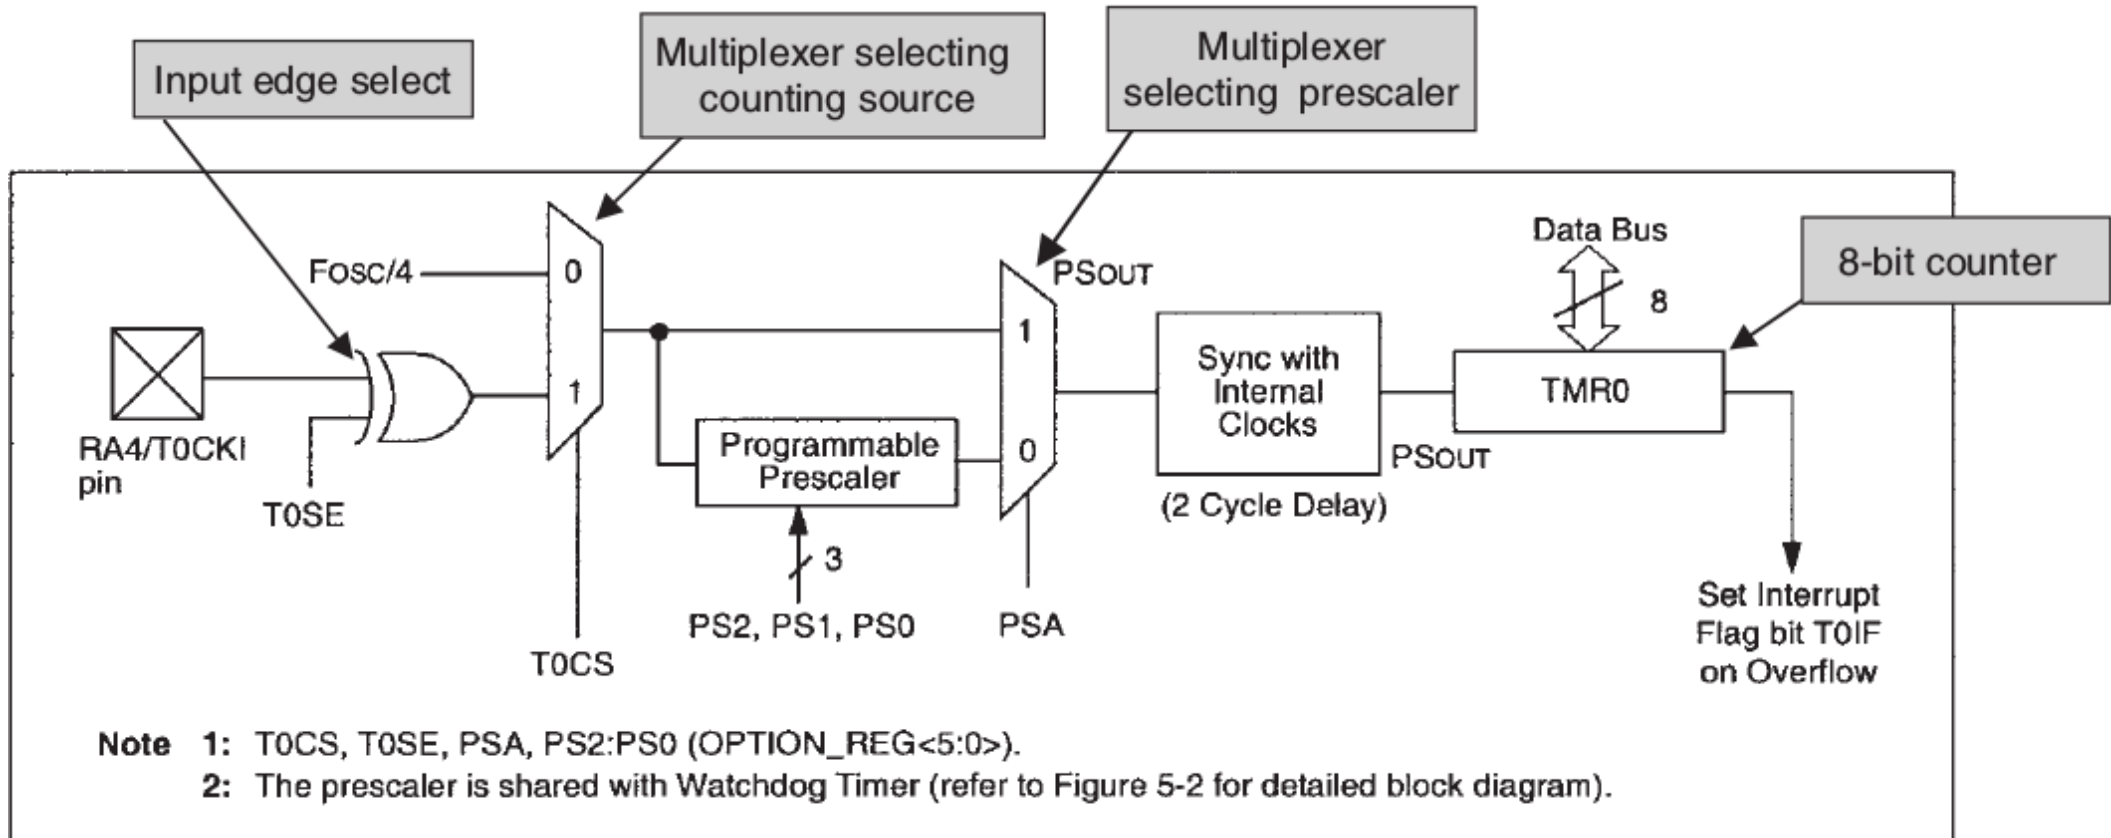 Input edge select
Multiplexer selecting
counting source
Multiplexer
selecting prescaler
8-bit counter
FOSC/4
0
1
RA4/T0CKI
pin
T0SE
T0CS
Programmable
Prescaler
3
PS2, PS1, PS0
PSOUT
1
0
PSA
Sync with
Internal
Clocks
(2 Cycle Delay)
PSOUT
Data Bus
8
TMR0
Set Interrupt
Flag bit T0IF
on Overflow
Note 1: T0CS, T0SE, PSA, PS2:PS0 (OPTION_REG<5:0>).
2: The prescaler is shared with Watchdog Timer (refer to Figure 5-2 for detailed block diagram).